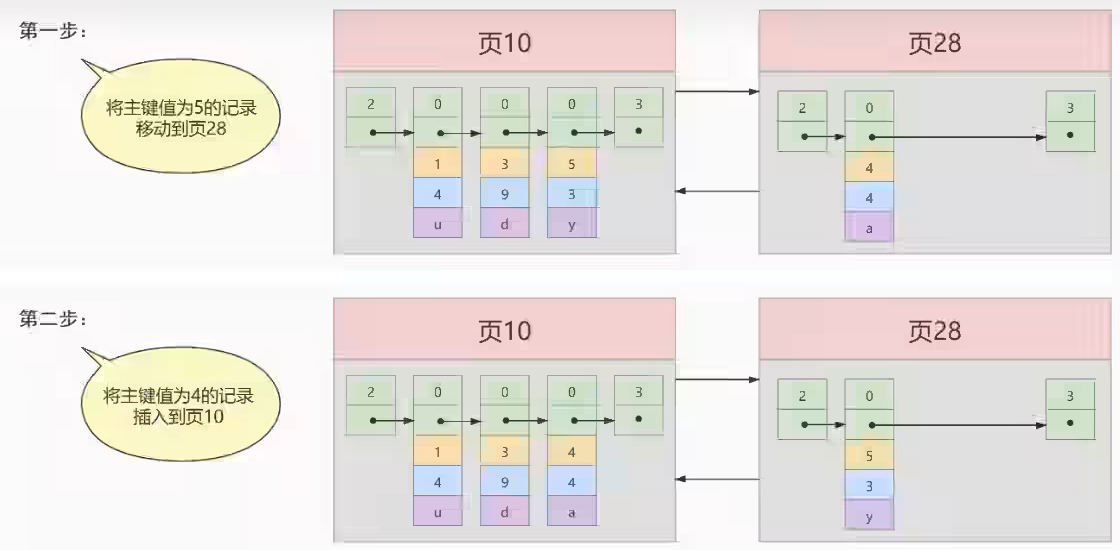 第一步:
将主键值为5的记录
移动到页28
页10
2 0 0 0 3
1 3 5
4 9 3
u d y
页28
2 0 3
4
4
a
第二步:
将主键值为4的记录
插入到页10
页10
2 0 0 0 3
1 3 4
4 9 4
u d a
页28
2 0 3
5
3
y